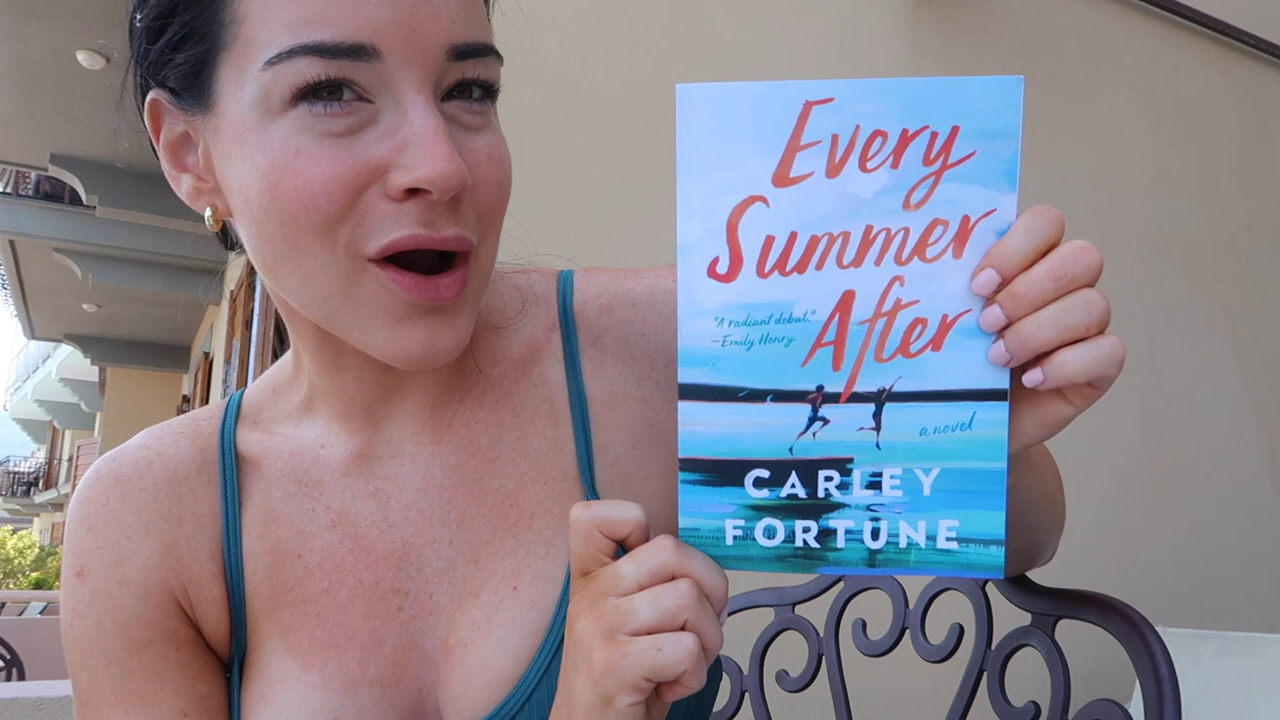 Every
Summer
After
"A radiant debut."
—Emily Henry
a novel
CARLEY
FORTUNE